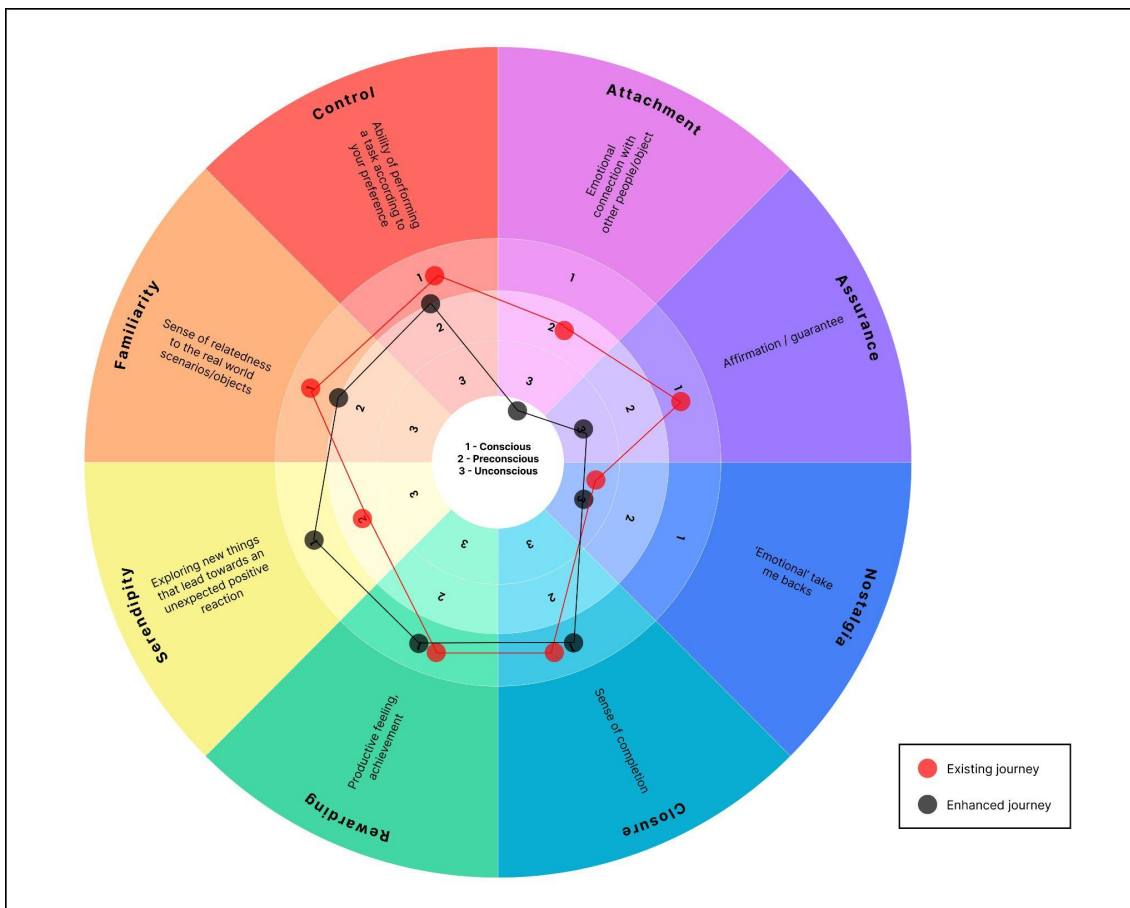 Control
Ability of performing
a task according to
your preference
1
2
3
Attachment
Emotional
connection with
other people/object
1
2
3
Assurance
Affirmation / guarantee
1
2
3
Nostalgia
'Emotional' take
me backs
1
2
3
Closure
Sense of completion
1
2
3
Rewarding
Productive feeling,
achievement
1
2
3
Serendipity
Exploring new things
that lead towards an
unexpected positive
reaction
1
2
3
Familiarity
Sense of relatedness
to the real world
scenarios/objects
1
2
3
1 - Conscious
2 - Preconscious
3 - Unconscious
Existing journey
Enhanced journey